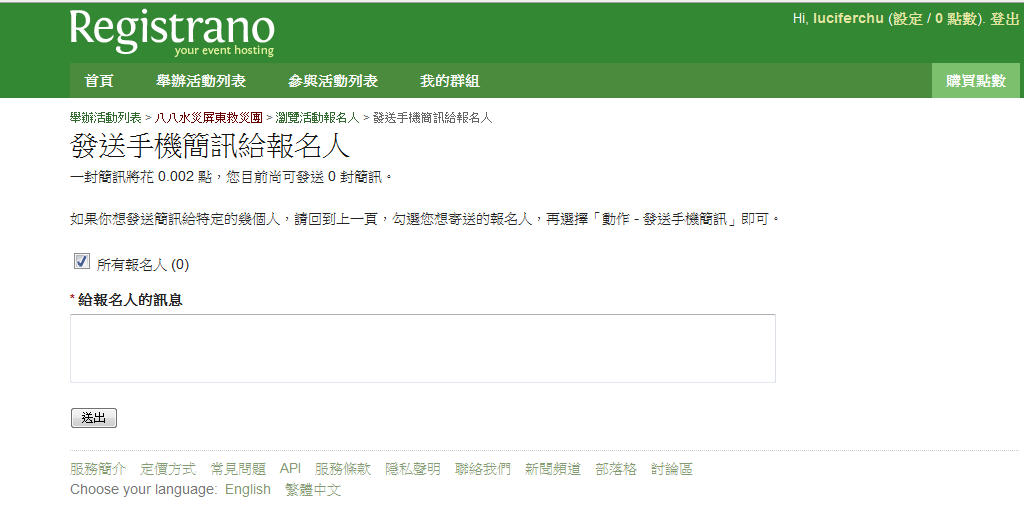 Registrano
your event hosting
Hi, luciferchu (設定 / 0 點數). 登出
首頁 舉辦活動列表 參與活動列表 我的群組 購買點數
舉辦活動列表 > 八八水災屏東救災團 > 瀏覽活動報名人 > 發送手機簡訊給報名人
發送手機簡訊給報名人
一封簡訊將花 0.002 點，您目前尚可發送 0 封簡訊。
如果你想發送簡訊給特定的幾個人，請回到上一頁，勾選您想寄送的報名人，再選擇「動作 - 發送手機簡訊」即可。
所有報名人 (0)
* 給報名人的訊息
送出
服務簡介 定價方式 常見問題 API 服務條款 隱私聲明 聯絡我們 新聞頻道 部落格 討論區
Choose your language: English 繁體中文